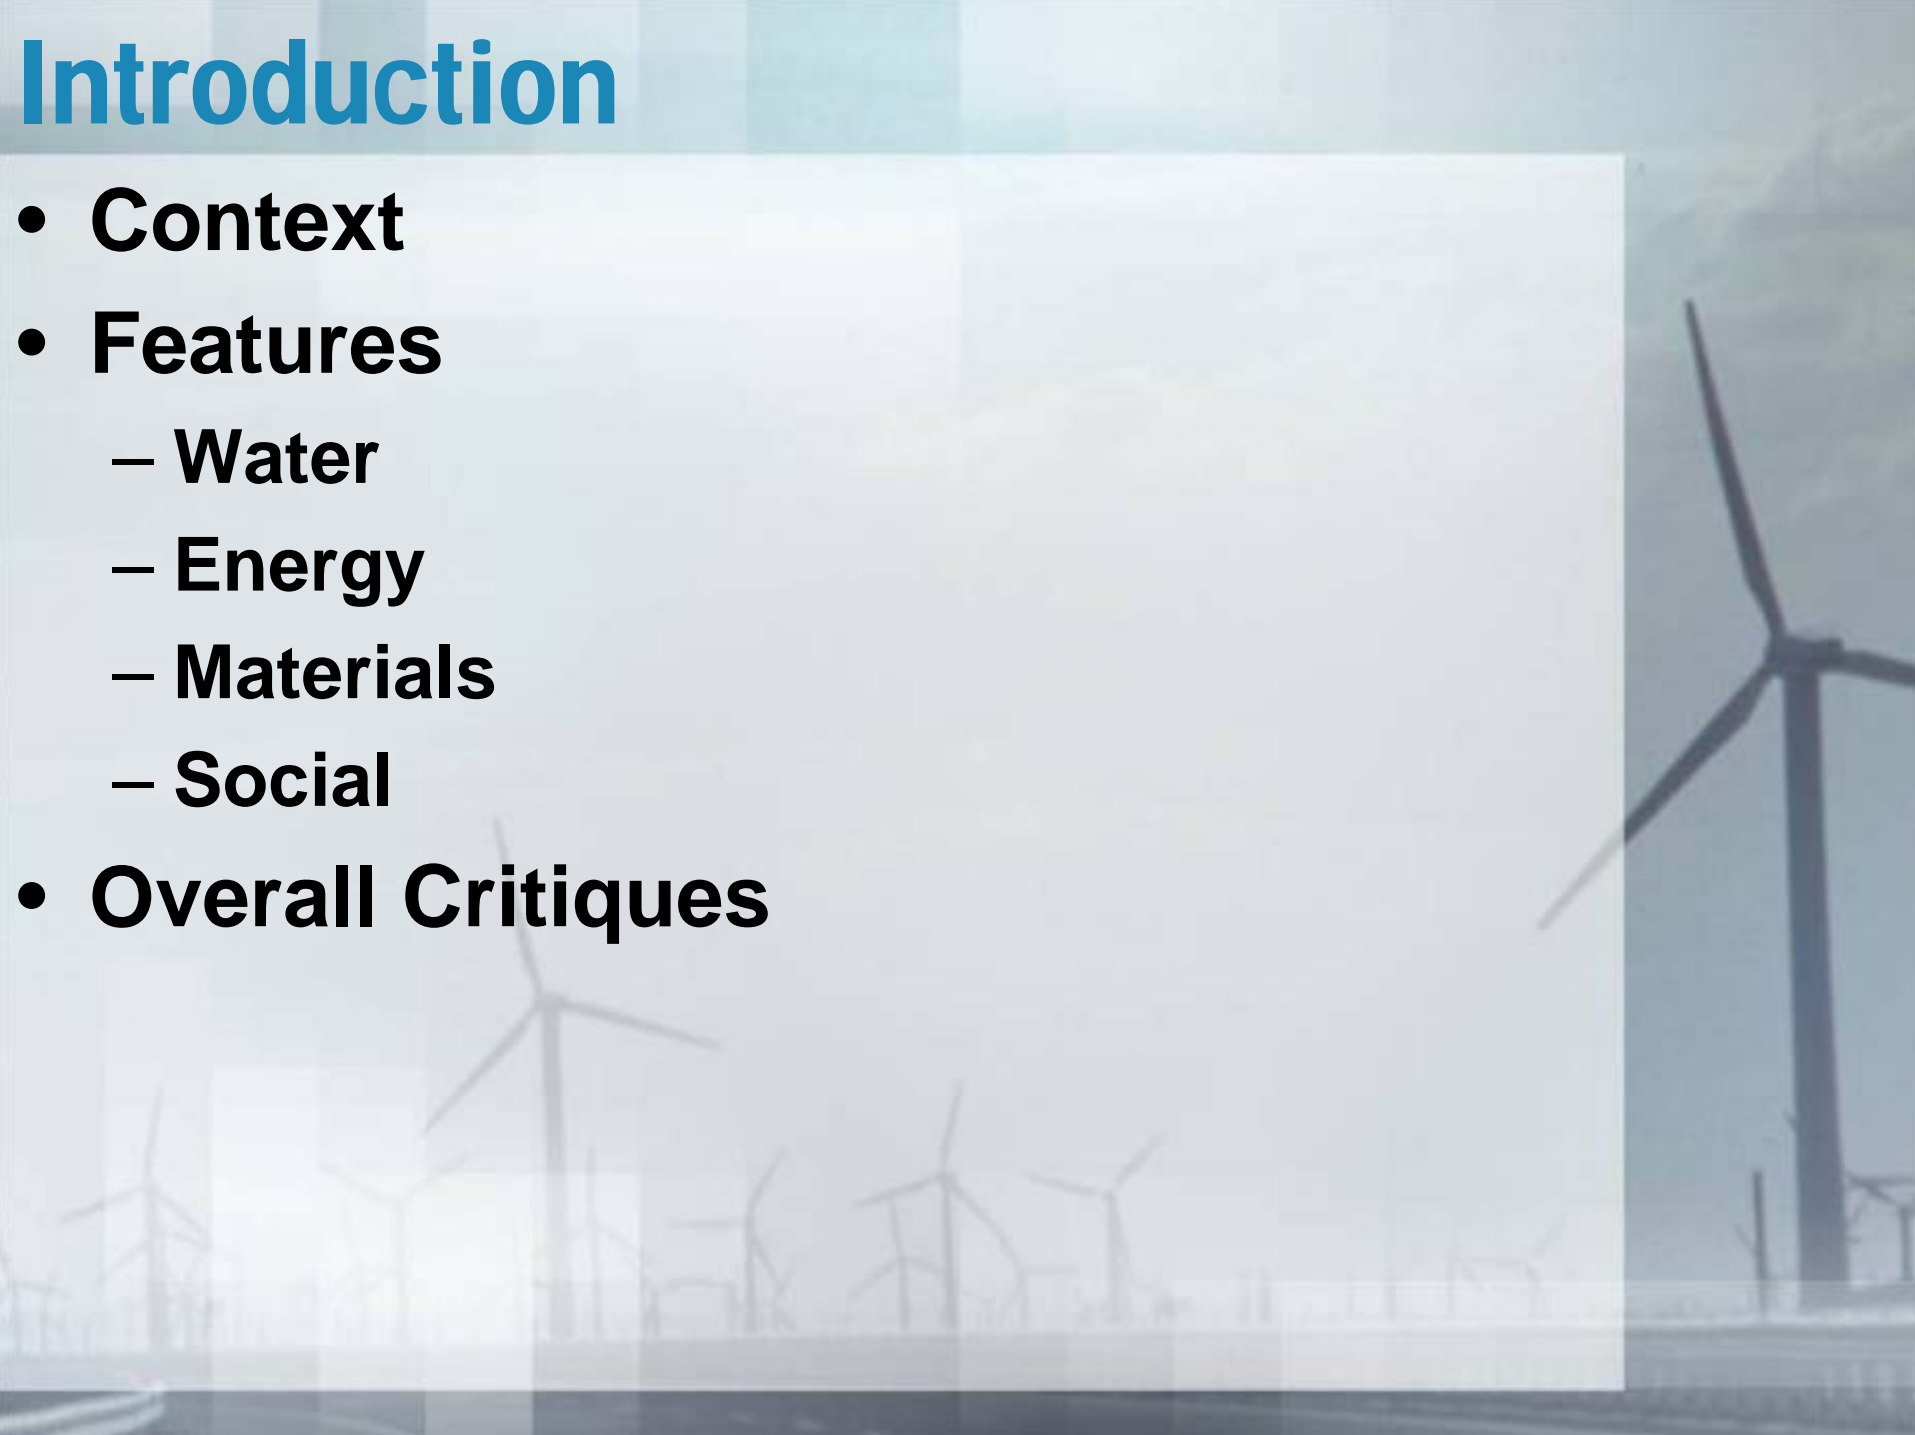 Introduction
• Context
• Features
– Water
– Energy
– Materials
– Social
• Overall Critiques